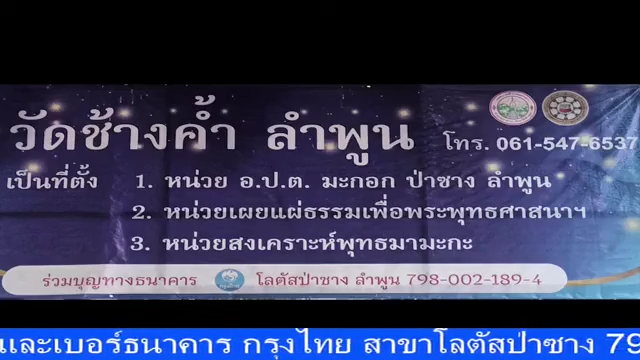 วัดช้างค้ำ ลำพูน โทร. 061-547-6537
เป็นที่ตั้ง 1. หน่วย อ.ป.ต. มะกอก ป่าซาง ลำพูน
2. หน่วยเผยแผ่ธรรมเพื่อพระพุทธศาสนาฯ
3. หน่วยสงเคราะห์พุทธมามะกะ
ร่วมบุญทางธนาคาร กรุงไทย โลตัสป่าซาง ลำพูน 798-002-189-4
และเบอร์ธนาคาร กรุงไทย สาขาโลตัสป่าซาง 79